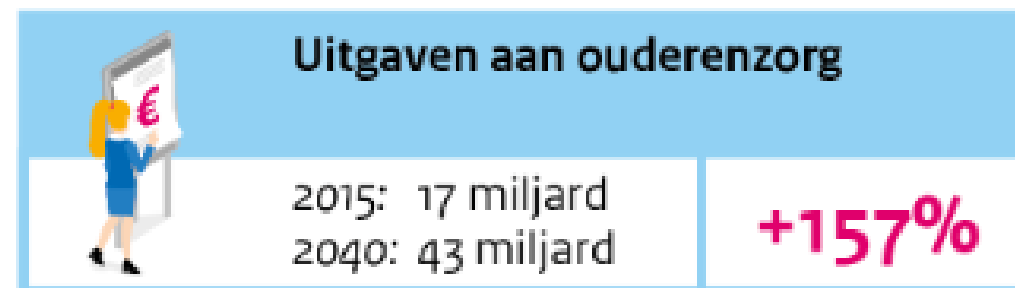 Uitgaven aan ouderenzorg
€
2015: 17 miljard
2040: 43 miljard
+157%